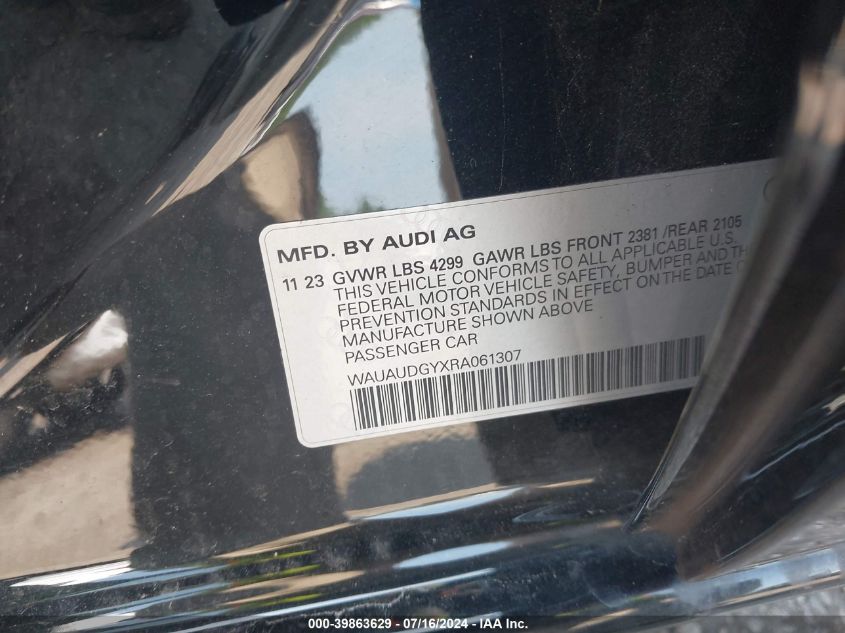 MFD. BY AUDI AG
11 23 GVWR LBS 4299 GAWR LBS FRONT 2381 /REAR 2105
THIS VEHICLE CONFORMS TO ALL APPLICABLE U.S.
FEDERAL MOTOR VEHICLE SAFETY, BUMPER AND
PREVENTION STANDARDS IN EFFECT ON THE DATE
MANUFACTURE SHOWN ABOVE
PASSENGER CAR
WAUAUDGYXRA061307
000-39863629 - 07/16/2024 - IAA Inc.